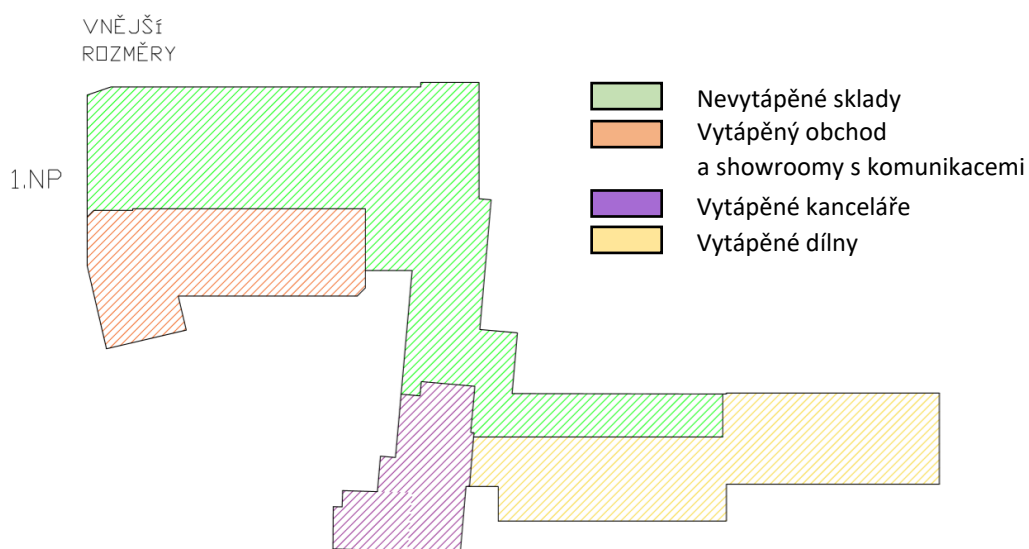 VNĚJŠÍ
ROZMĚRY
1.NP
Nevytápěné sklady
Vytápěný obchod
a showroomy s komunikacemi
Vytápěné kanceláře
Vytápěné dílny